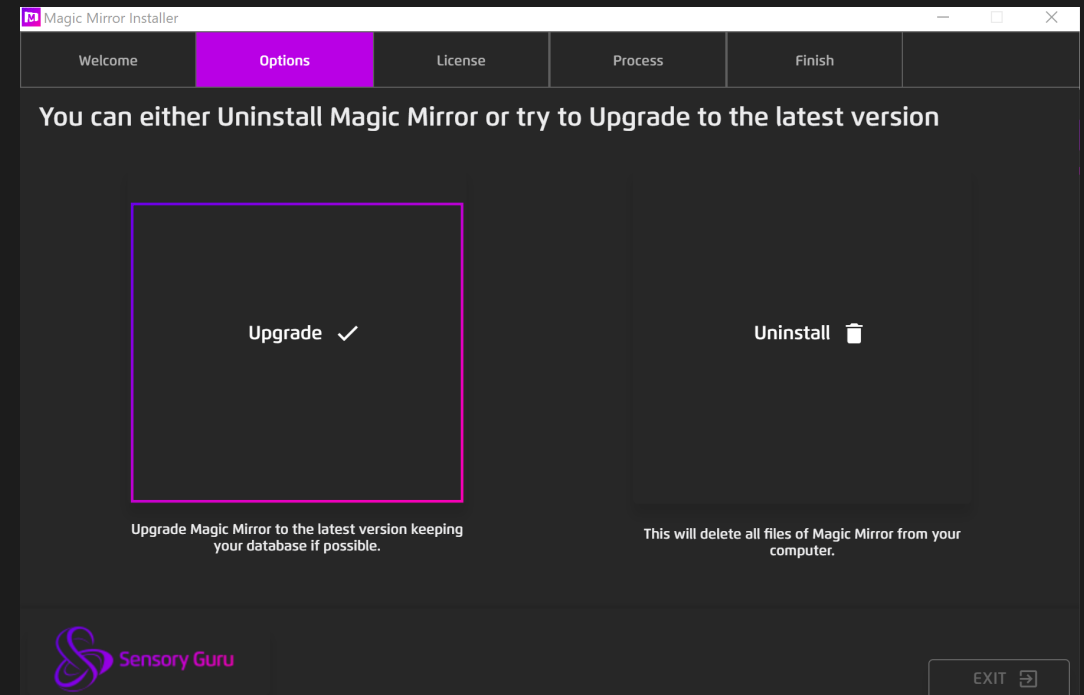 Magic Mirror Installer
Welcome
Options
License
Process
Finish
You can either Uninstall Magic Mirror or try to Upgrade to the latest version
Upgrade
Uninstall
Upgrade Magic Mirror to the latest version keeping
your database if possible.
This will delete all files of Magic Mirror from your
computer.
Sensory Guru
EXIT